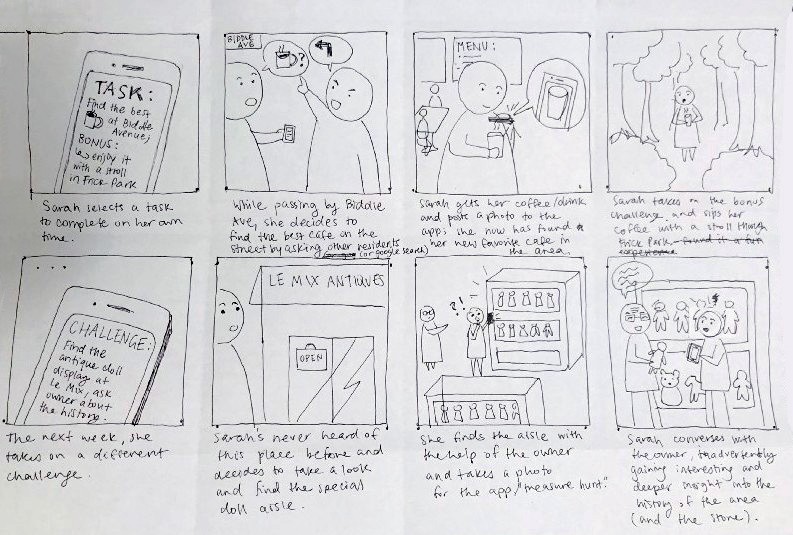 TASK:
Find the best
at Biddle
Avenue,
BONUS:
↳ enjoy it
with a stroll
in Frick Park
Sarah selects a task
to complete on her own
time.
BIDDLE
AVE
?
While passing by Biddle
Ave, she decides to
find the best cafe on the
street by asking other residents
(or google search)
MENU:
Sarah gets her coffee/drink
and posts a photo to the
app; she now has found
her new favorite cafe in
the area.
Sarah takes on the bonus
challenge, and sips her
coffee with a stroll though
Frick Park. found it a fun
experience
CHALLENGE:
Find the
antique doll
display at
Le Mix, ask
owner about
the history.
The next week, she
takes on a different
challenge.
LE MIX ANTIQUES
OPEN
Sarah's never heard of
this place before and
decides to take a look
and find the special
doll aisle.
?!
She finds the aisle with
the help of the owner
and takes a photo
for the app, "treasure hunt."
Sarah converses with
the owner, inadvertently
gaining interesting and
deeper insight into the
history of the area
(and the store).